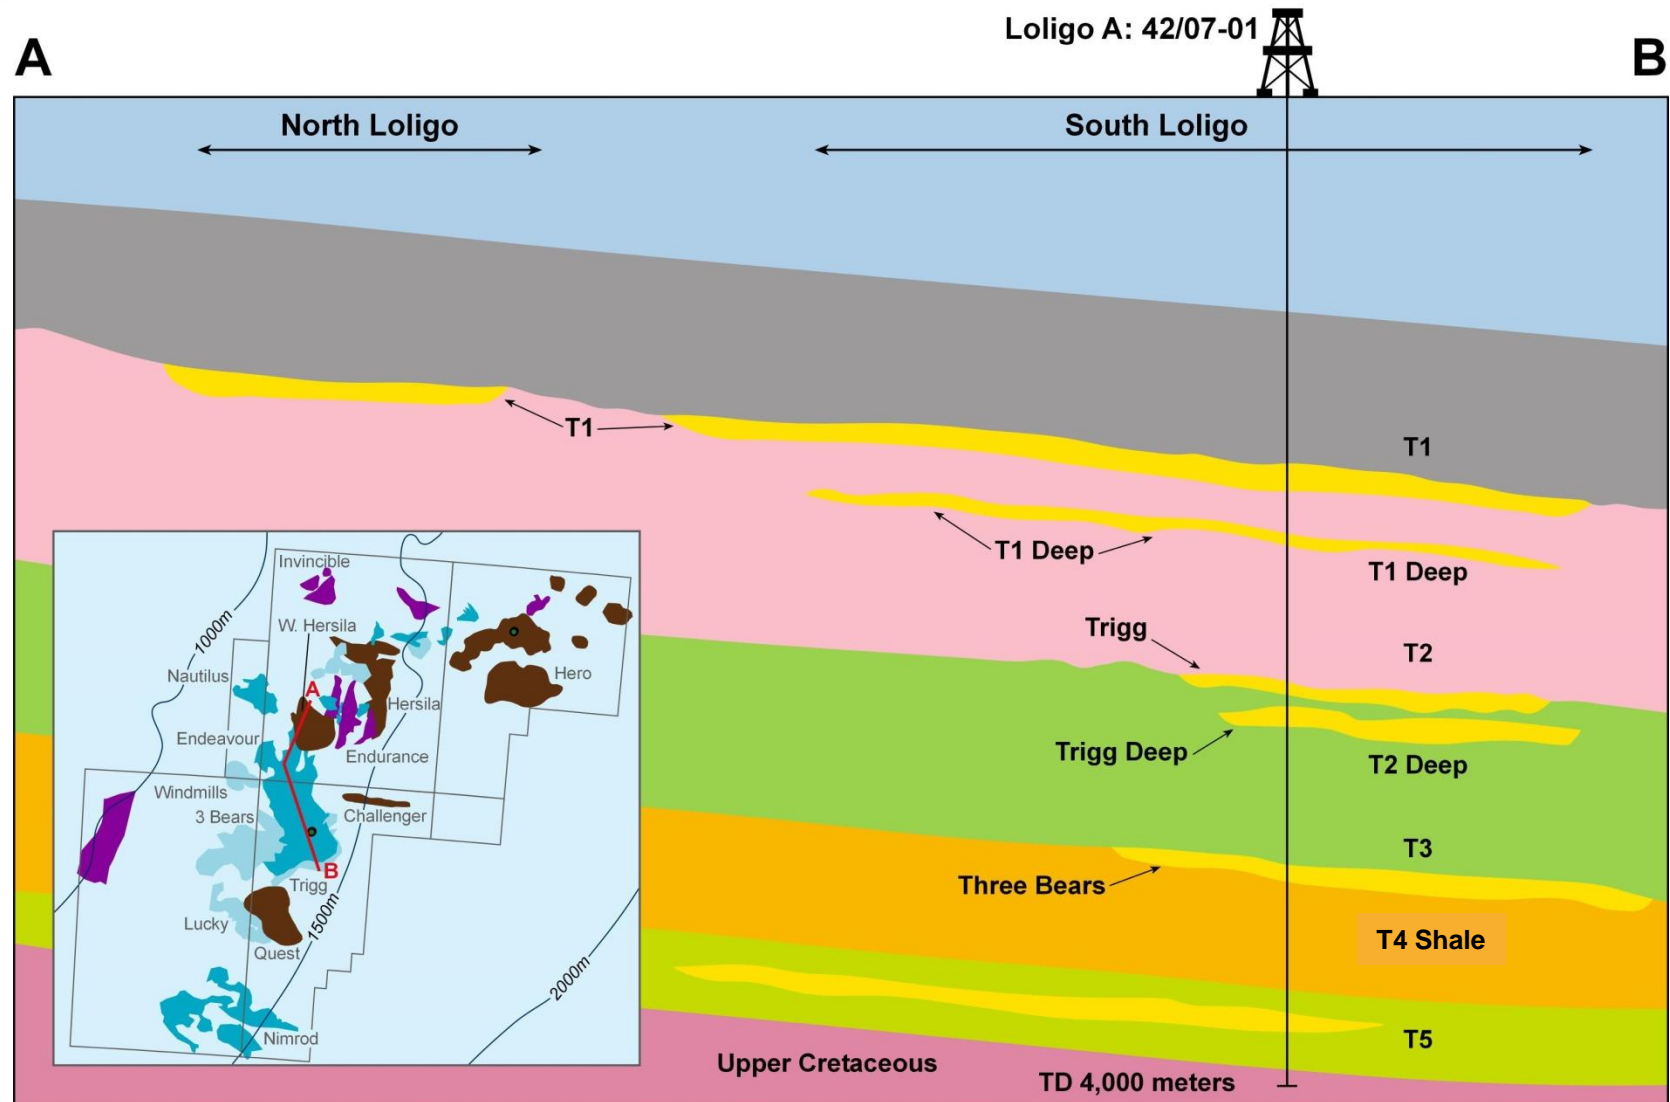 Loligo A: 42/07-01
A
B
North Loligo
South Loligo
T1
T1
T1 Deep
T1 Deep
Trigg
T2
Trigg Deep
T2 Deep
T3
Three Bears
T4 Shale
T5
Upper Cretaceous
TD 4,000 meters
Invincible
1000m
W. Hersila
Nautilus
Hero
A
Hersila
Endeavour
Endurance
Windmills
3 Bears
Challenger
B
Trigg
Lucky
1500m
Quest
2000m
Nimrod